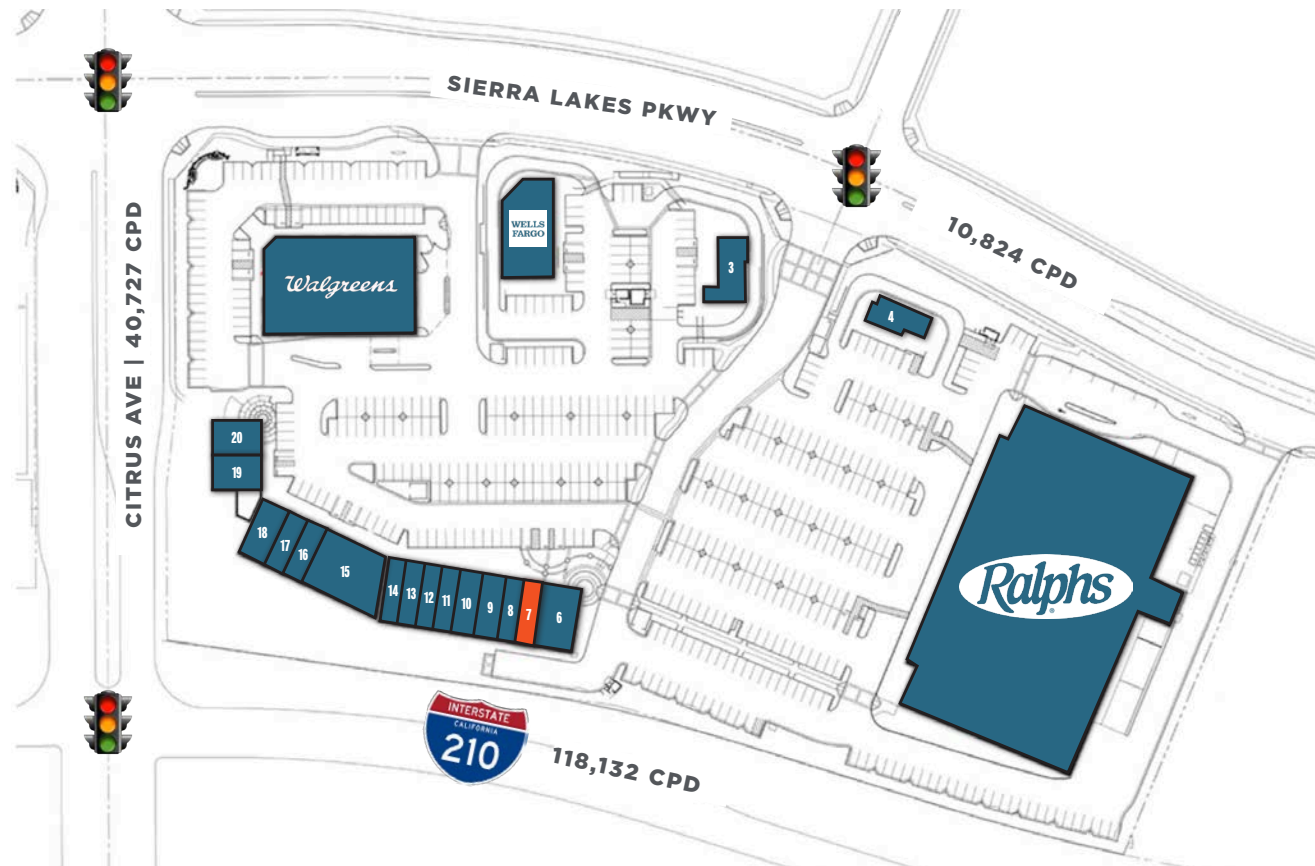 SIERRA LAKES PKWY
10,824 CPD
CITRUS AVE | 40,727 CPD
Walgreens
WELLS
FARGO
3
4
20
19
18
17
16
15
14
13
12
11
10
9
8
7
6
Ralphs
INTERSTATE
CALIFORNIA
210
118,132 CPD